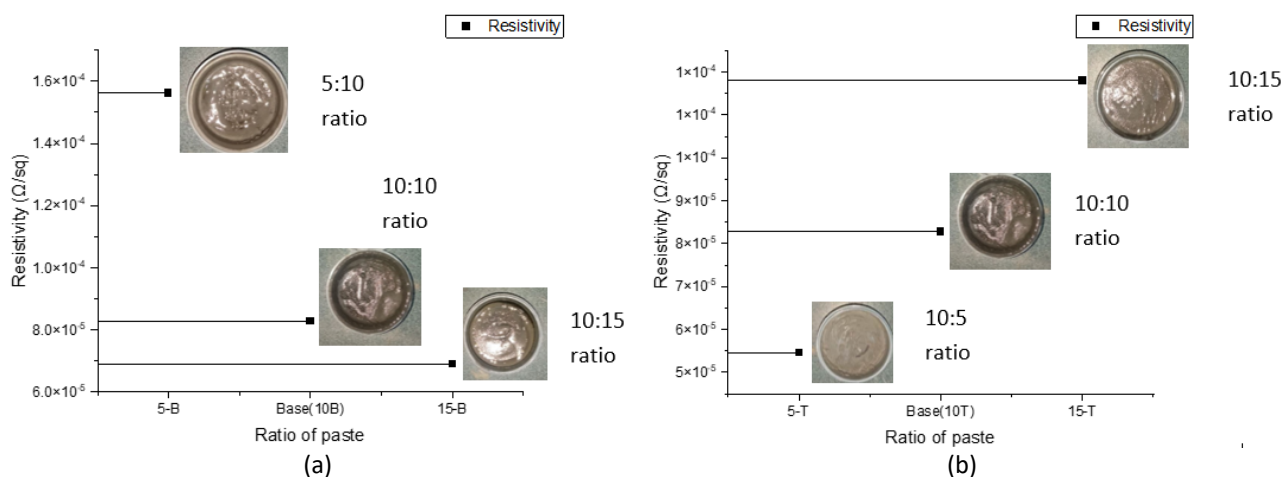 Resistivity
1.6×10⁻⁴
1.4×10⁻⁴
1.2×10⁻⁴
1.0×10⁻⁴
8.0×10⁻⁵
6.0×10⁻⁵
Resistivity (Ω/sq)
5:10
ratio
10:10
ratio
10:15
ratio
5-B
Base(10B)
15-B
Ratio of paste
(a)
Resistivity
1×10⁻⁴
1×10⁻⁴
1×10⁻⁴
9×10⁻⁵
8×10⁻⁵
7×10⁻⁵
6×10⁻⁵
5×10⁻⁵
Resistivity (Ω/sq)
10:15
ratio
10:10
ratio
10:5
ratio
5-T
Base(10T)
15-T
Ratio of paste
(b)